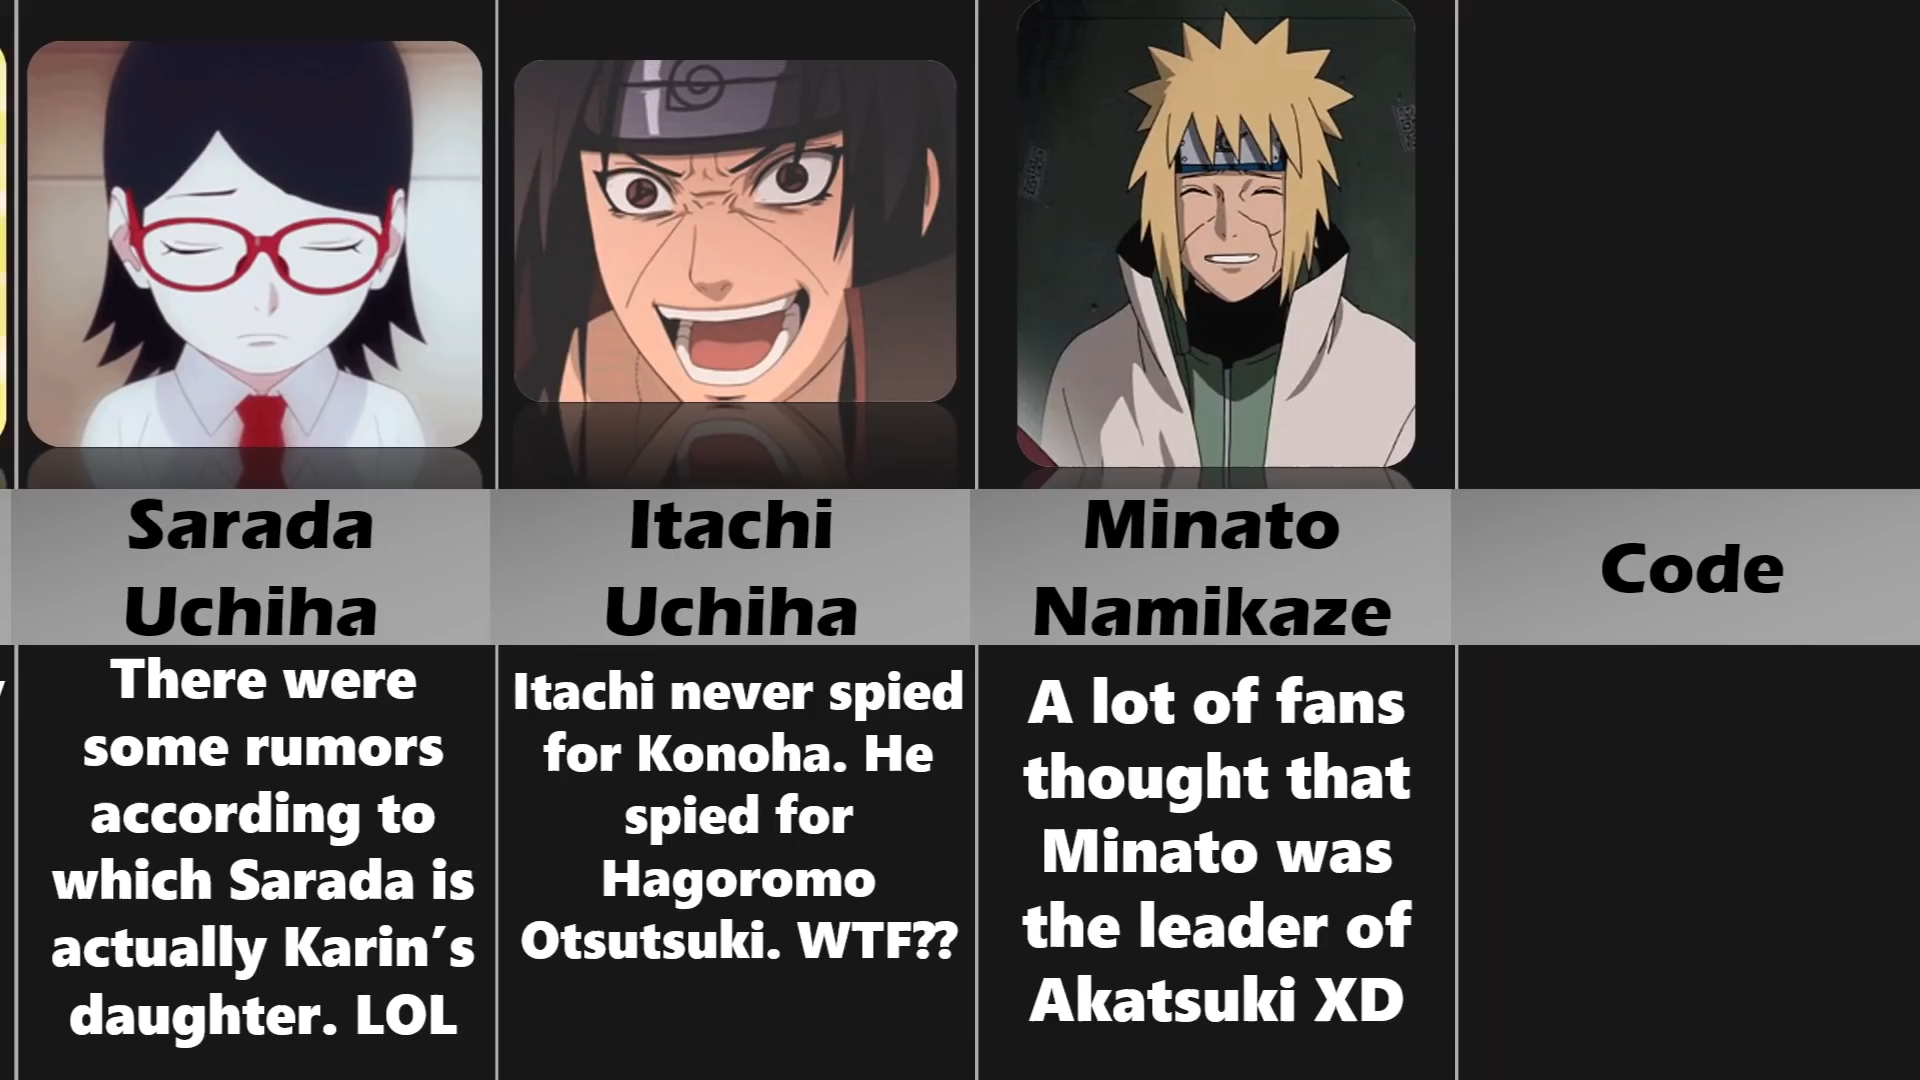 Sarada
Uchiha
There were
some rumors
according to
which Sarada is
actually Karin´s
daughter. LOL
Itachi
Uchiha
Itachi never spied
for Konoha. He
spied for
Hagoromo
Otsutsuki. WTF??
Minato
Namikaze
A lot of fans
thought that
Minato was
the leader of
Akatsuki XD
Code